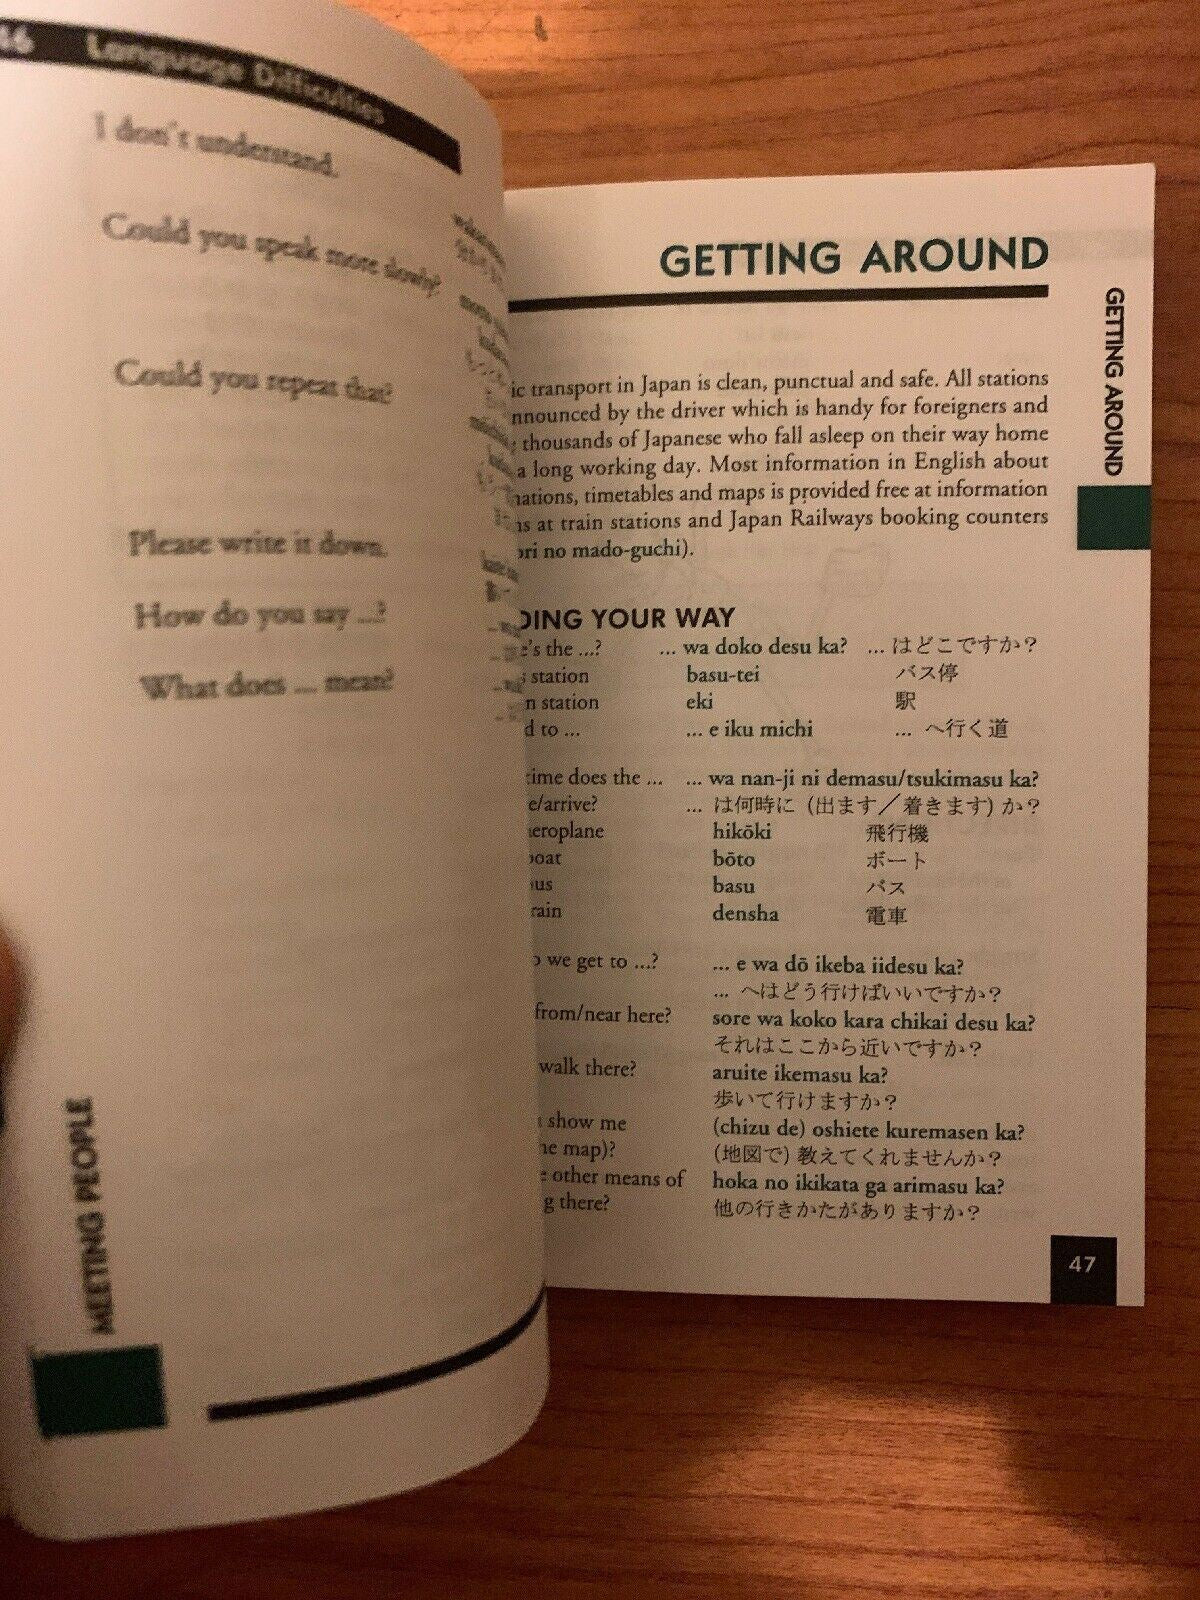 46 Language Difficulties
I don't understand.
Could you speak more slowly?
Could you repeat that?
Please write it down.
How do you say ...?
What does ... mean?
MEETING PEOPLE
GETTING AROUND
GETTING AROUND
ic transport in Japan is clean, punctual and safe. All stations
nnounced by the driver which is handy for foreigners and
thousands of Japanese who fall asleep on their way home
a long working day. Most information in English about
nations, timetables and maps is provided free at information
ns at train stations and Japan Railways booking counters
ori no mado-guchi).
DING YOUR WAY
e's the ...? ... wa doko desu ka? ... はどこですか?
s station basu-tei バス停
n station eki 駅
d to ... ... e iku michi ... へ行く道
time does the ... ... wa nan-ji ni demasu/tsukimasu ka?
e/arrive? ... は何時に (出ます/着きます) か?
eroplane hikōki 飛行機
boat bōto ボート
bus basu バス
rain densha 電車
o we get to ...? ... e wa dō ikeba iidesu ka?
... へはどう行けばいいですか?
from/near here? sore wa koko kara chikai desu ka?
それはここから近いですか?
walk there? aruite ikemasu ka?
歩いて行けますか?
show me (chizu de) oshiete kuremasen ka?
he map)? (地図で) 教えてくれませんか?
e other means of hoka no ikikata ga arimasu ka?
g there? 他の行きかたがありますか?
47